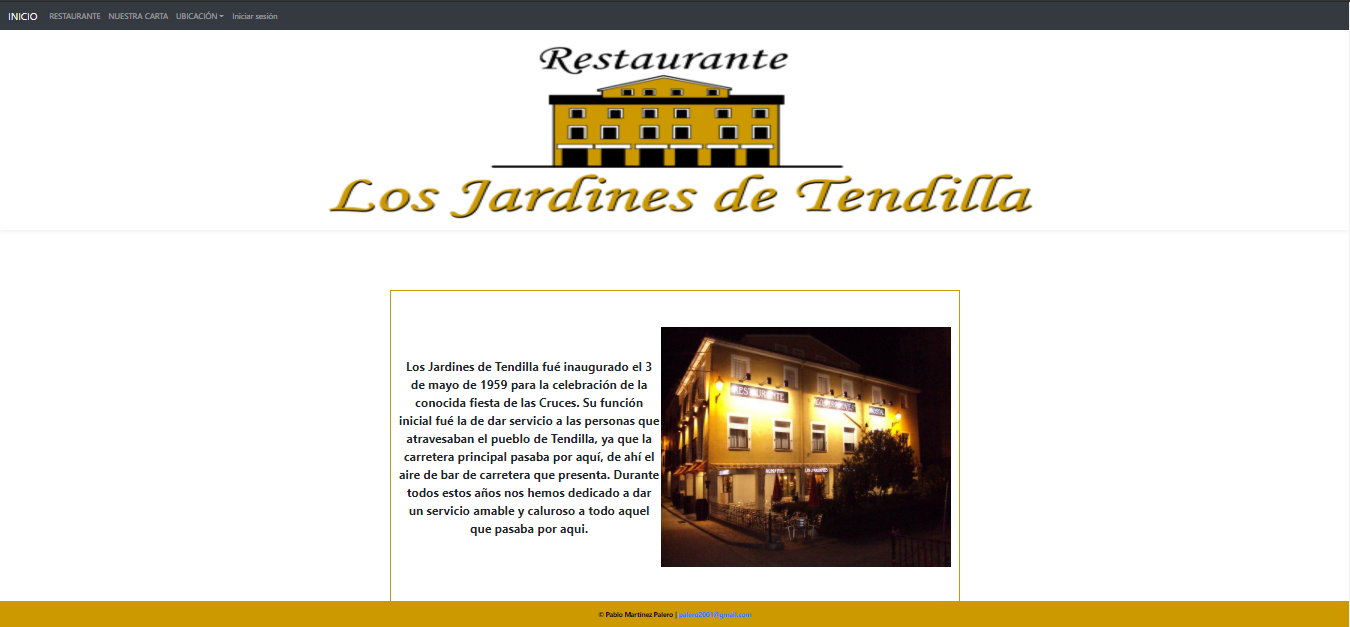 INICIO RESTAURANTE NUESTRA CARTA UBICACIÓN Iniciar sesión
Restaurante
Los Jardines de Tendilla
Los Jardines de Tendilla fué inaugurado el 3
de mayo de 1959 para la celebración de la
conocida fiesta de las Cruces. Su función
inicial fué la de dar servicio a las personas que
atravesaban el pueblo de Tendilla, ya que la
carretera principal pasaba por aquí, de ahí el
aire de bar de carretera que presenta. Durante
todos estos años nos hemos dedicado a dar
un servicio amable y caluroso a todo aquel
que pasaba por aqui.
RESTAURANTE
HOSTAL
© Pablo Martinez Palero | palero2001@gmail.com